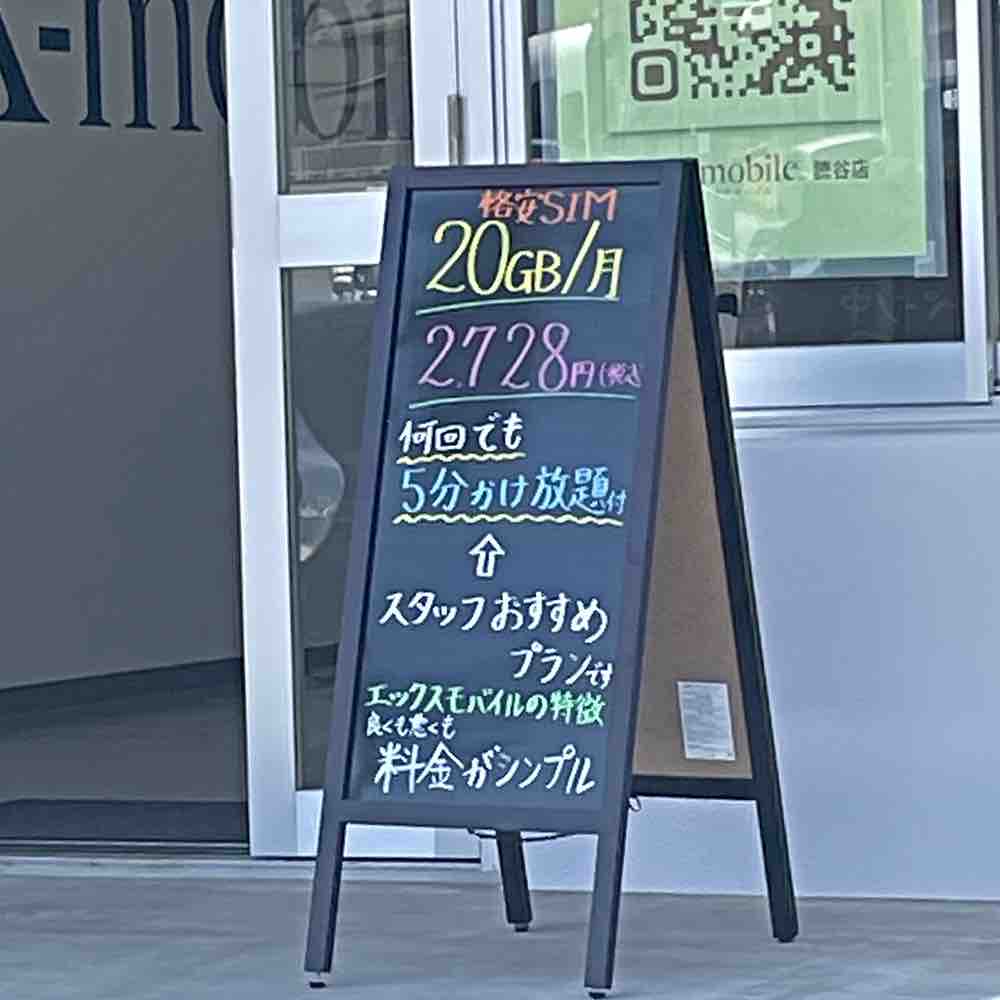 x-mobil
mobile 読谷店
格安SIM
20GB/月
2,728円(税込
何回でも
5分かけ放題付
⇧
スタッフおすすめ
プランです
エックスモバイルの特徴
良くも悪くも
料金がシンプル